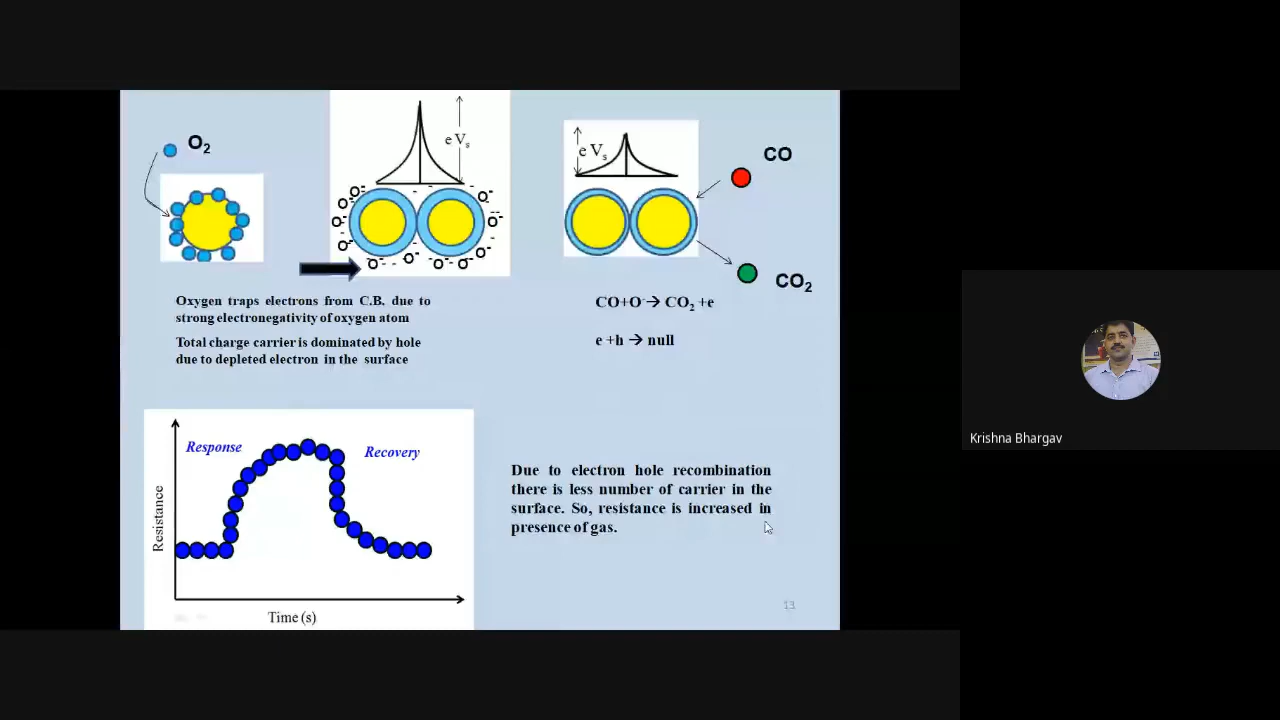 O2
e Vs
O- O- O- O- O- O- O- O- O- O- O- O-
e Vs
CO
CO2
Oxygen traps electrons from C.B. due to
strong electronegativity of oxygen atom
Total charge carrier is dominated by hole
due to depleted electron in the surface
CO+O-→ CO2 +e
e +h → null
Response
Recovery
Resistance
Time (s)
Due to electron hole recombination
there is less number of carrier in the
surface. So, resistance is increased in
presence of gas.
13
Krishna Bhargav